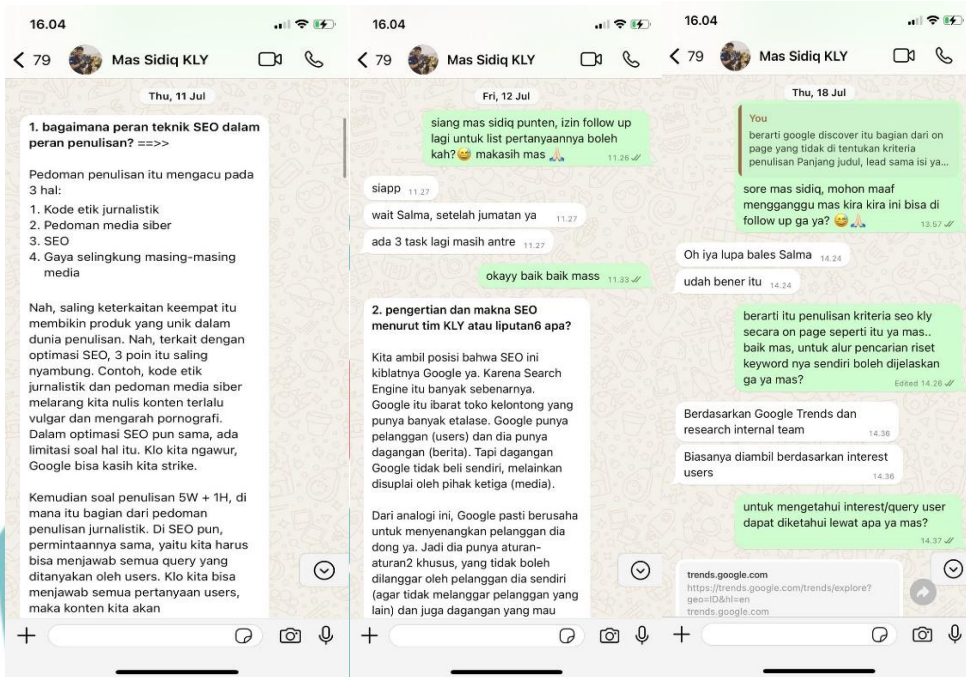 16.04
79
Mas Sidiq KLY
Thu, 11 Jul
1. bagaimana peran teknik SEO dalam
peran penulisan? ==>>
Pedoman penulisan itu mengacu pada
3 hal:
1. Kode etik jurnalistik
2. Pedoman media siber
3. SEO
4. Gaya selingkung masing-masing
media
Nah, saling keterkaitan keempat itu
membikin produk yang unik dalam
dunia penulisan. Nah, terkait dengan
optimasi SEO, 3 poin itu saling
nyambung. Contoh, kode etik
jurnalistik dan pedoman media siber
melarang kita nulis konten terlalu
vulgar dan mengarah pornografi.
Dalam optimasi SEO pun sama, ada
limitasi soal hal itu. Klo kita ngawur,
Google bisa kasih kita strike.
Kemudian soal penulisan 5W + 1H, di
mana itu bagian dari pedoman
penulisan jurnalistik. Di SEO pun,
permintaannya sama, yaitu kita harus
bisa menjawab semua query yang
ditanyakan oleh users. Klo kita bisa
menjawab semua pertanyaan users,
maka konten kita akan
16.04
79
Mas Sidiq KLY
Fri, 12 Jul
siang mas sidiq punten, izin follow up
lagi untuk list pertanyaannya boleh
kah?😅 makasih mas 🙏🏻
11.26
siapp 11.27
wait Salma, setelah jumatan ya 11.27
ada 3 task lagi masih antre 11.27
okayy baik baik mass 11.33
2. pengertian dan makna SEO
menurut tim KLY atau liputan6 apa?
Kita ambil posisi bahwa SEO ini
kiblatnya Google ya. Karena Search
Engine itu banyak sebenarnya.
Google itu ibarat toko kelontong yang
punya banyak etalase. Google punya
pelanggan (users) dan dia punya
dagangan (berita). Tapi dagangan
Google tidak beli sendiri, melainkan
disuplai oleh pihak ketiga (media).
Dari analogi ini, Google pasti berusaha
untuk menyenangkan pelanggan dia
dong ya. Jadi dia punya aturan-
aturan2 khusus, yang tidak boleh
dilanggar oleh pelanggan dia sendiri
(agar tidak melanggar pelanggan yang
lain) dan juga dagangan yang mau
16.04
79
Mas Sidiq KLY
Thu, 18 Jul
You
berarti google discover itu bagian dari on
page yang tidak di tentukan kriteria
penulisan Panjang judul, lead sama isi ya...
sore mas sidiq, mohon maaf
mengganggu mas kira kira ini bisa di
follow up ga ya? 😅🙏🏻
13.57
Oh iya lupa bales Salma 14.24
udah bener itu 14.24
berarti itu penulisan kriteria seo kly
secara on page seperti itu ya mas..
baik mas, untuk alur pencarian riset
keyword nya sendiri boleh dijelaskan
ga ya mas?
Edited 14.26
Berdasarkan Google Trends dan
research internal team 14.36
Biasanya diambil berdasarkan interest
users 14.36
untuk mengetahui interest/query user
dapat diketahui lewat apa ya mas?
14.37
trends.google.com
https://trends.google.com/trends/explore?
geo=ID&hl=en
trends.google.com